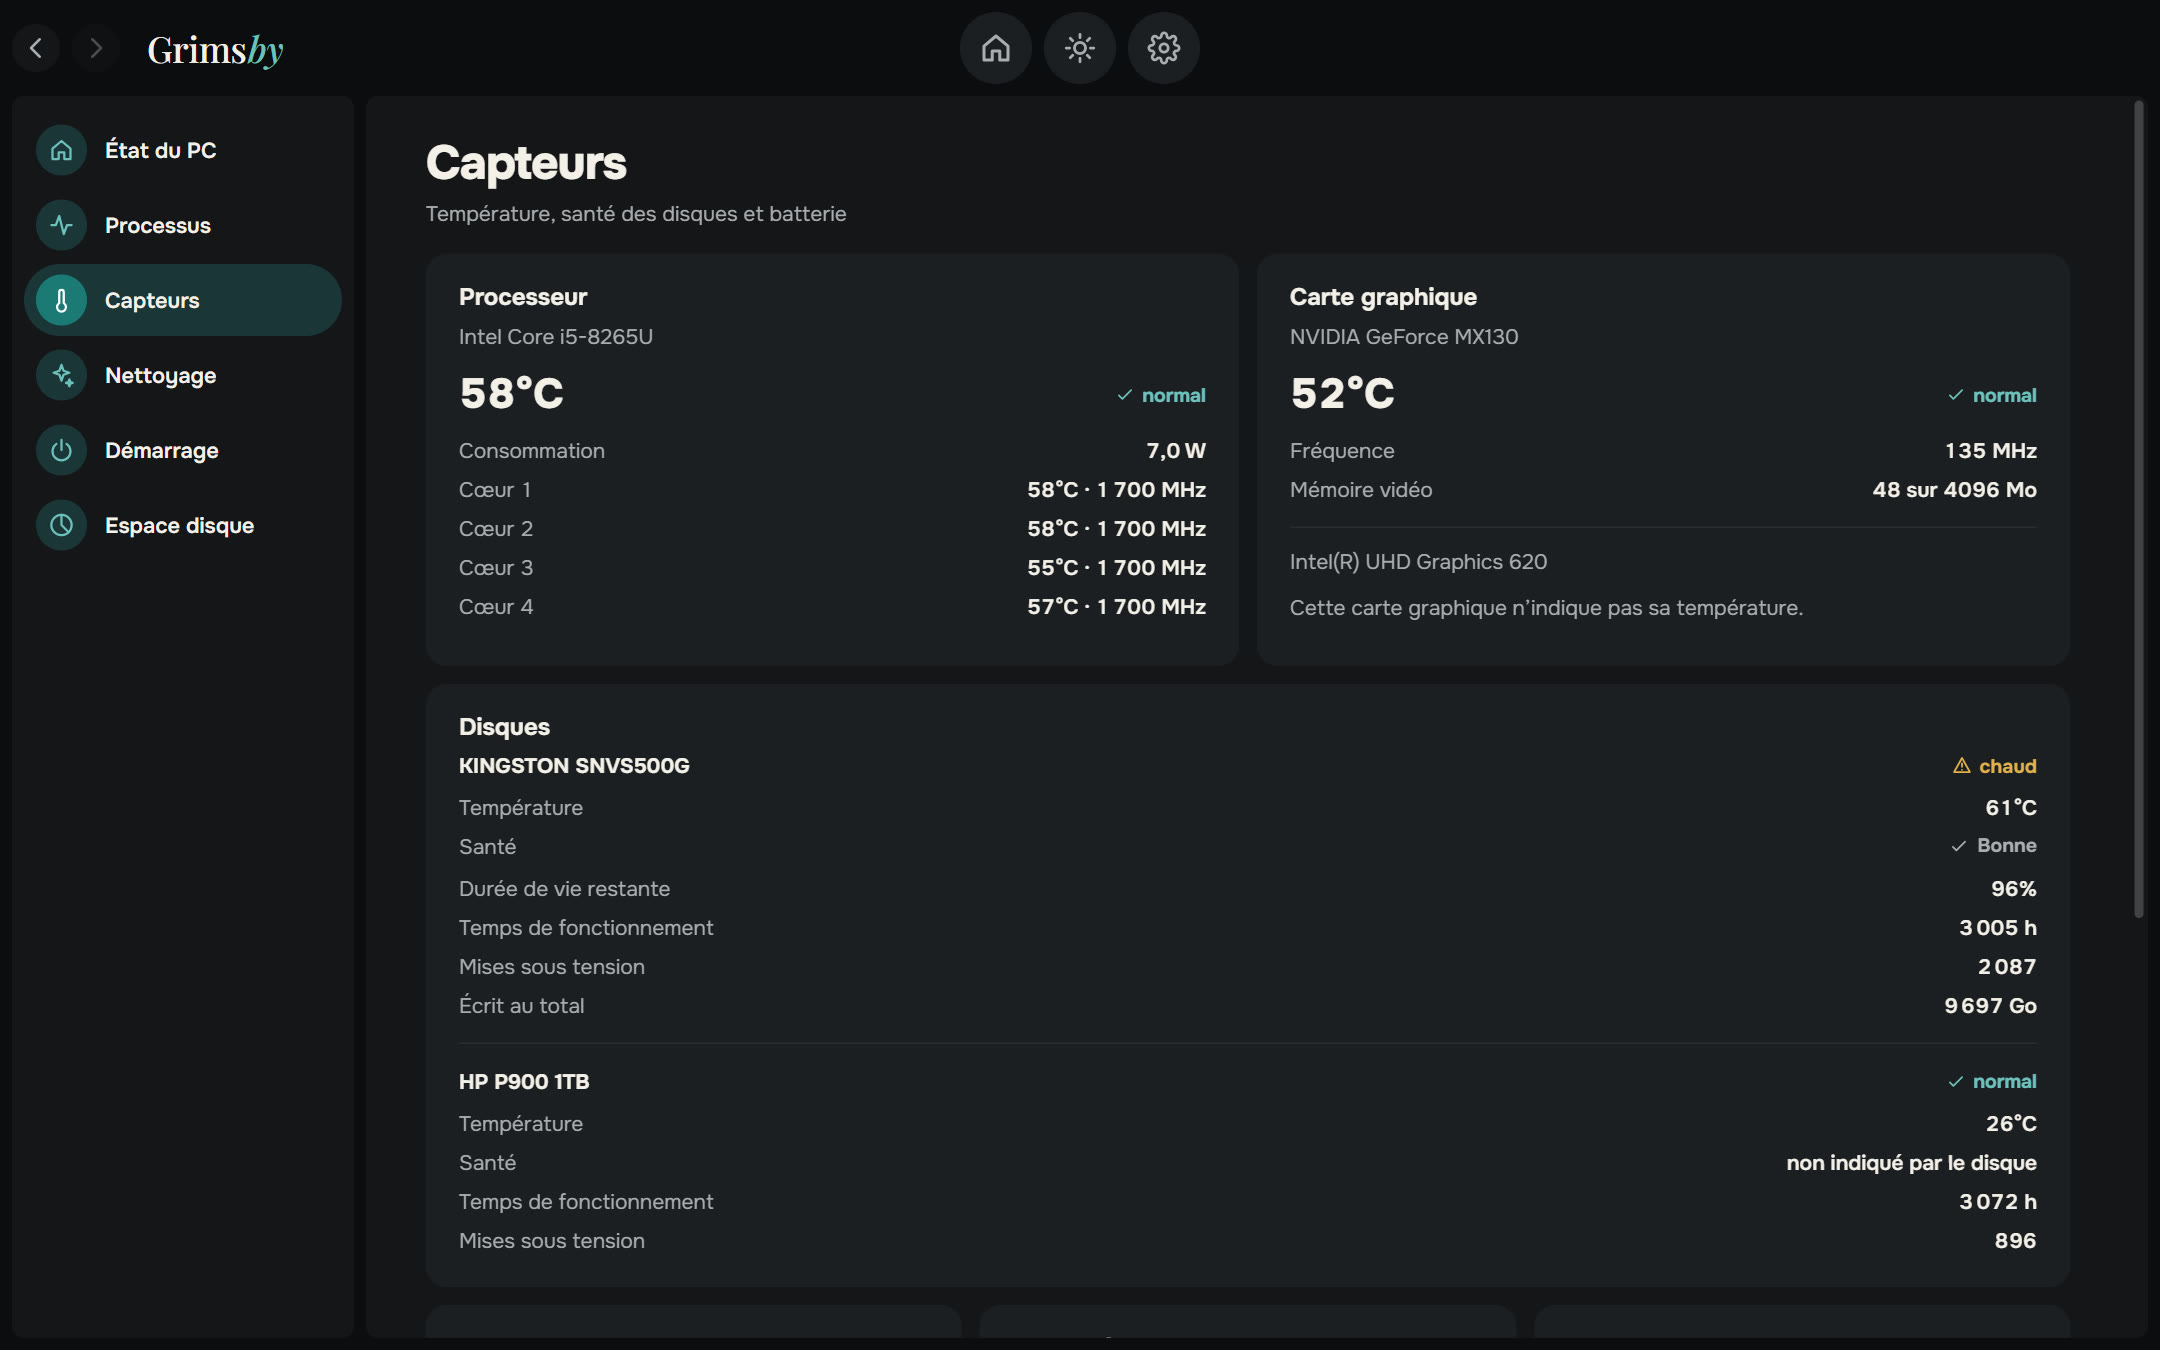 Grimsby
État du PC
Processus
Capteurs
Nettoyage
Démarrage
Espace disque
Capteurs
Température, santé des disques et batterie
Processeur
Intel Core i5-8265U
58°C
normal
Consommation 7,0 W
Cœur 1 58°C · 1 700 MHz
Cœur 2 58°C · 1 700 MHz
Cœur 3 55°C · 1 700 MHz
Cœur 4 57°C · 1 700 MHz
Carte graphique
NVIDIA GeForce MX130
52°C
normal
Fréquence 135 MHz
Mémoire vidéo 48 sur 4096 Mo
Intel(R) UHD Graphics 620
Cette carte graphique n’indique pas sa température.
Disques
KINGSTON SNVS500G chaud
Température 61°C
Santé Bonne
Durée de vie restante 96%
Temps de fonctionnement 3 005 h
Mises sous tension 2 087
Écrit au total 9 697 Go
HP P900 1TB normal
Température 26°C
Santé non indiqué par le disque
Temps de fonctionnement 3 072 h
Mises sous tension 896